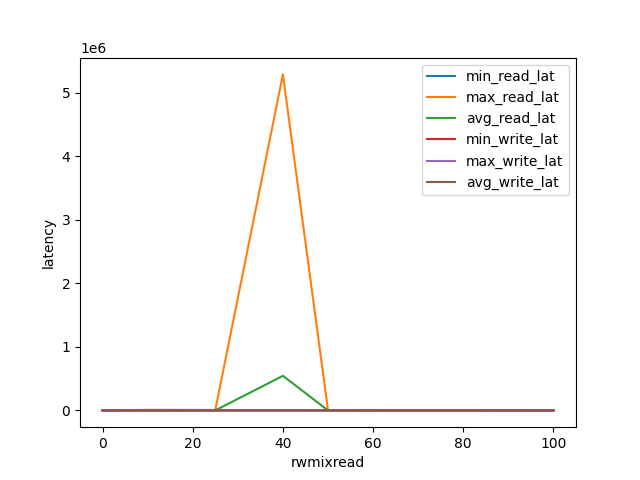 1e6
5
4
3
2
1
0
latency
0 20 40 60 80 100
rwmixread
min_read_lat
max_read_lat
avg_read_lat
min_write_lat
max_write_lat
avg_write_lat